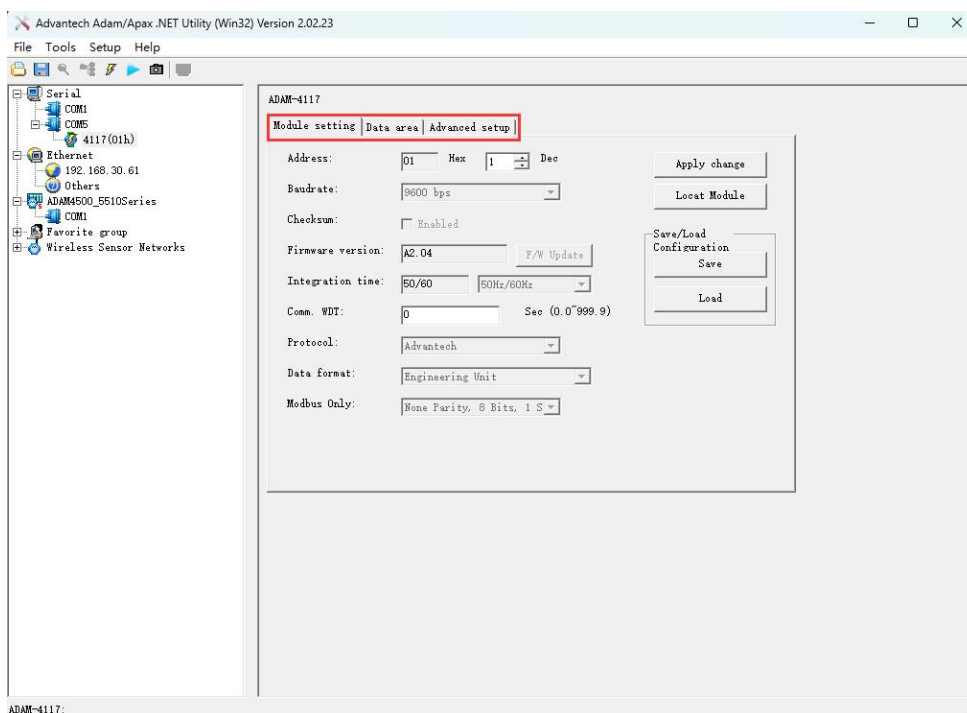 Advantech Adam/Apax .NET Utility (Win32) Version 2.02.23
File Tools Setup Help
Serial
COM1
COM5
4117(01h)
Ethernet
192.168.30.61
Others
ADAM4500_5510Series
COM1
Favorite group
Wireless Sensor Networks
ADAM-4117
Module setting Data area Advanced setup
Address: 01 Hex 1 Dec
Apply change
Baudrate: 9600 bps
Locat Module
Checksum: Enabled
Save/Load Configuration
Firmware version: A2.04 F/W Update
Save
Integration time: 50/60 50Hz/60Hz
Load
Comm. WDT: 0 Sec (0.0~999.9)
Protocol: Advantech
Data format: Engineering Unit
Modbus Only: None Parity, 8 Bits, 1 S
ADAM-4117: